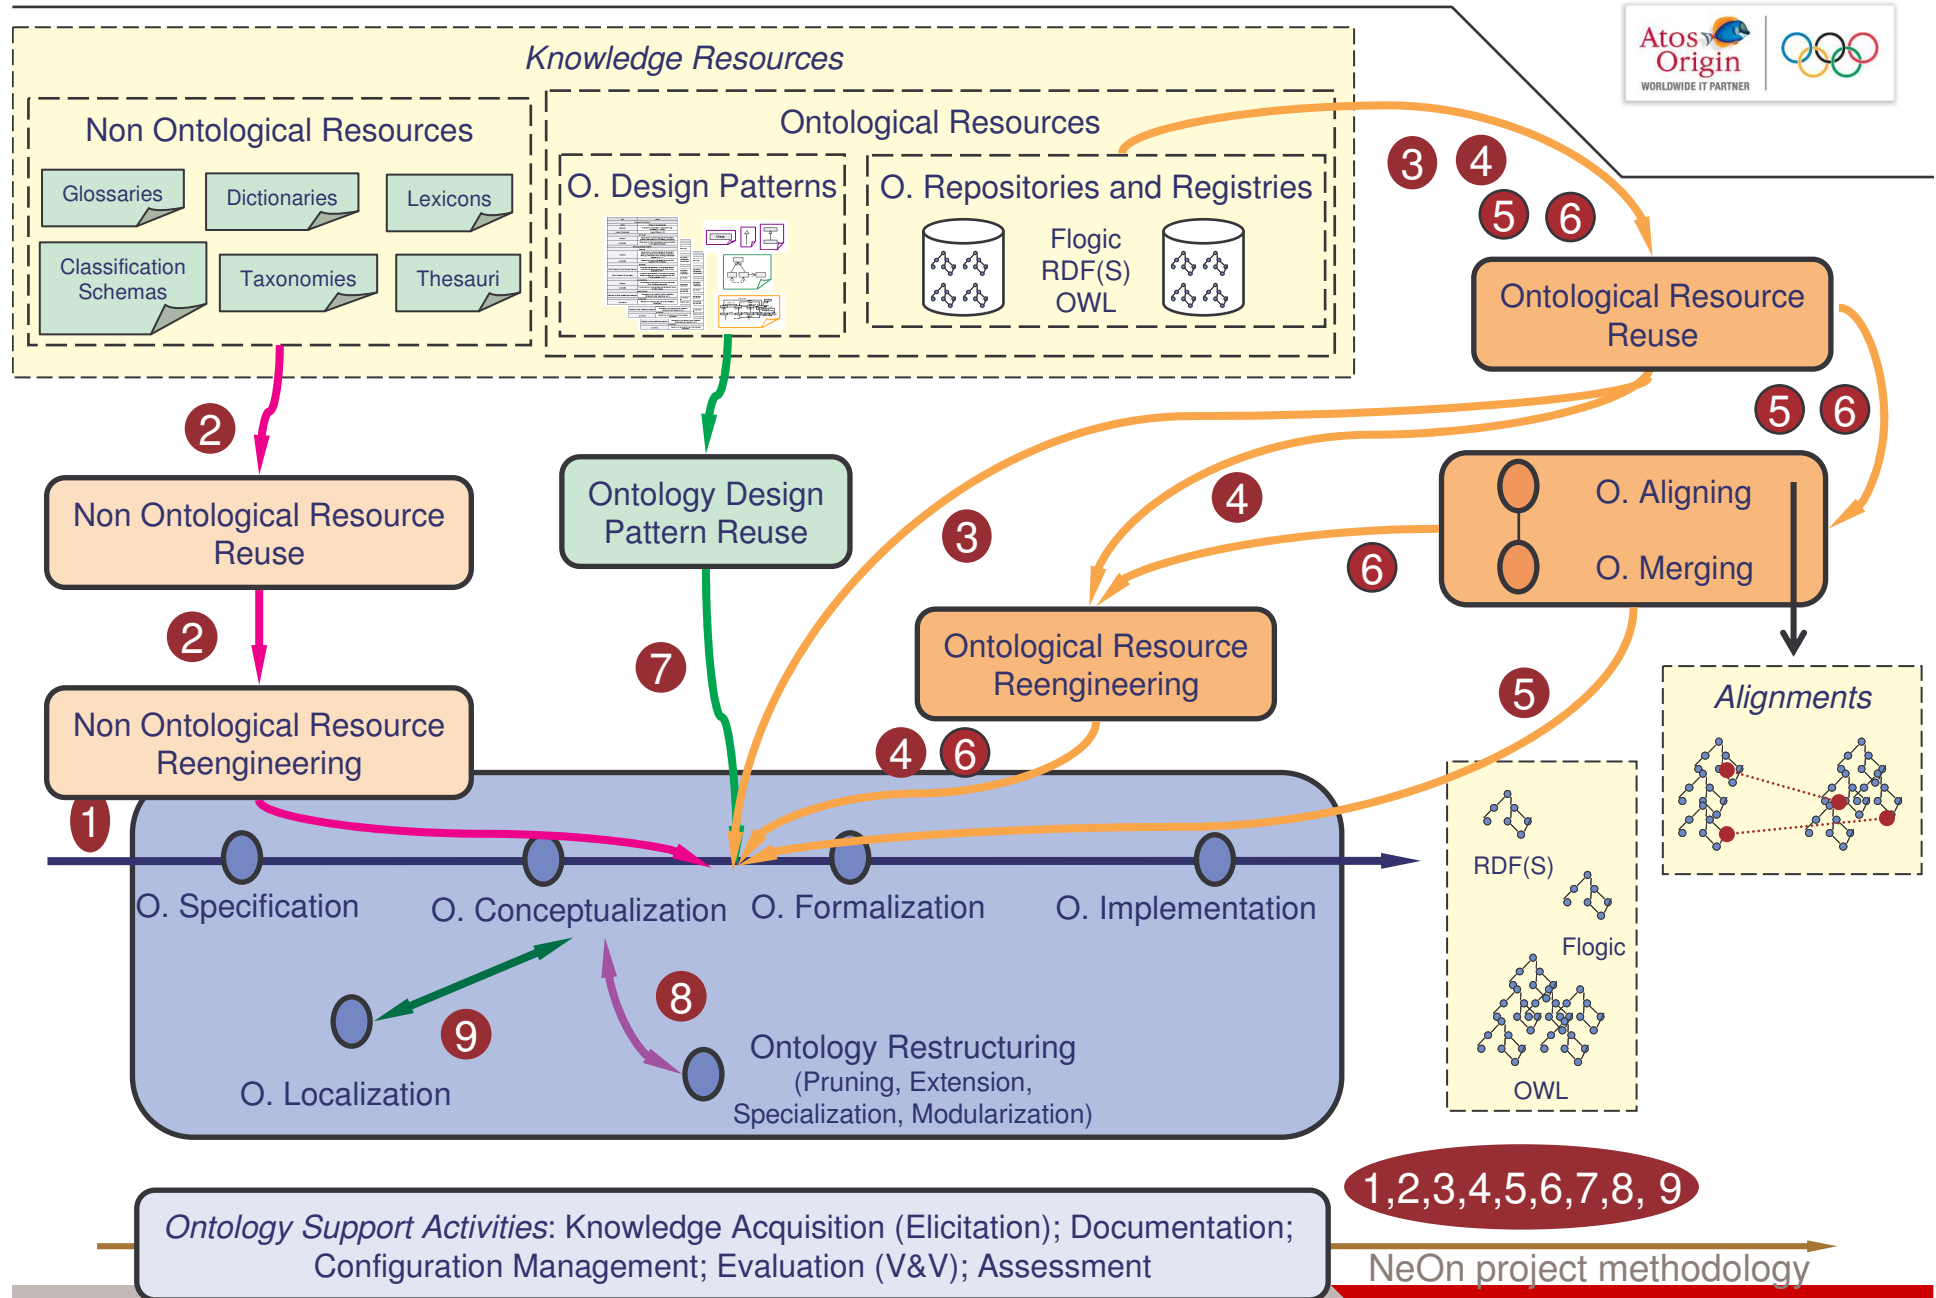 Atos
Origin
WORLDWIDE IT PARTNER
Knowledge Resources
Non Ontological Resources
Glossaries
Dictionaries
Lexicons
Classification
Schemas
Taxonomies
Thesauri
Ontological Resources
O. Design Patterns
O. Repositories and Registries
Flogic
RDF(S)
OWL
3
4
5
6
Ontological Resource
Reuse
5
6
2
Non Ontological Resource
Reuse
Ontology Design
Pattern Reuse
3
4
6
O. Aligning
O. Merging
2
7
Ontological Resource
Reengineering
5
Alignments
Non Ontological Resource
Reengineering
4
6
1
O. Specification
O. Conceptualization
O. Formalization
O. Implementation
RDF(S)
Flogic
OWL
9
8
O. Localization
Ontology Restructuring
(Pruning, Extension,
Specialization, Modularization)
1,2,3,4,5,6,7,8, 9
Ontology Support Activities: Knowledge Acquisition (Elicitation); Documentation;
Configuration Management; Evaluation (V&V); Assessment
NeOn project methodology